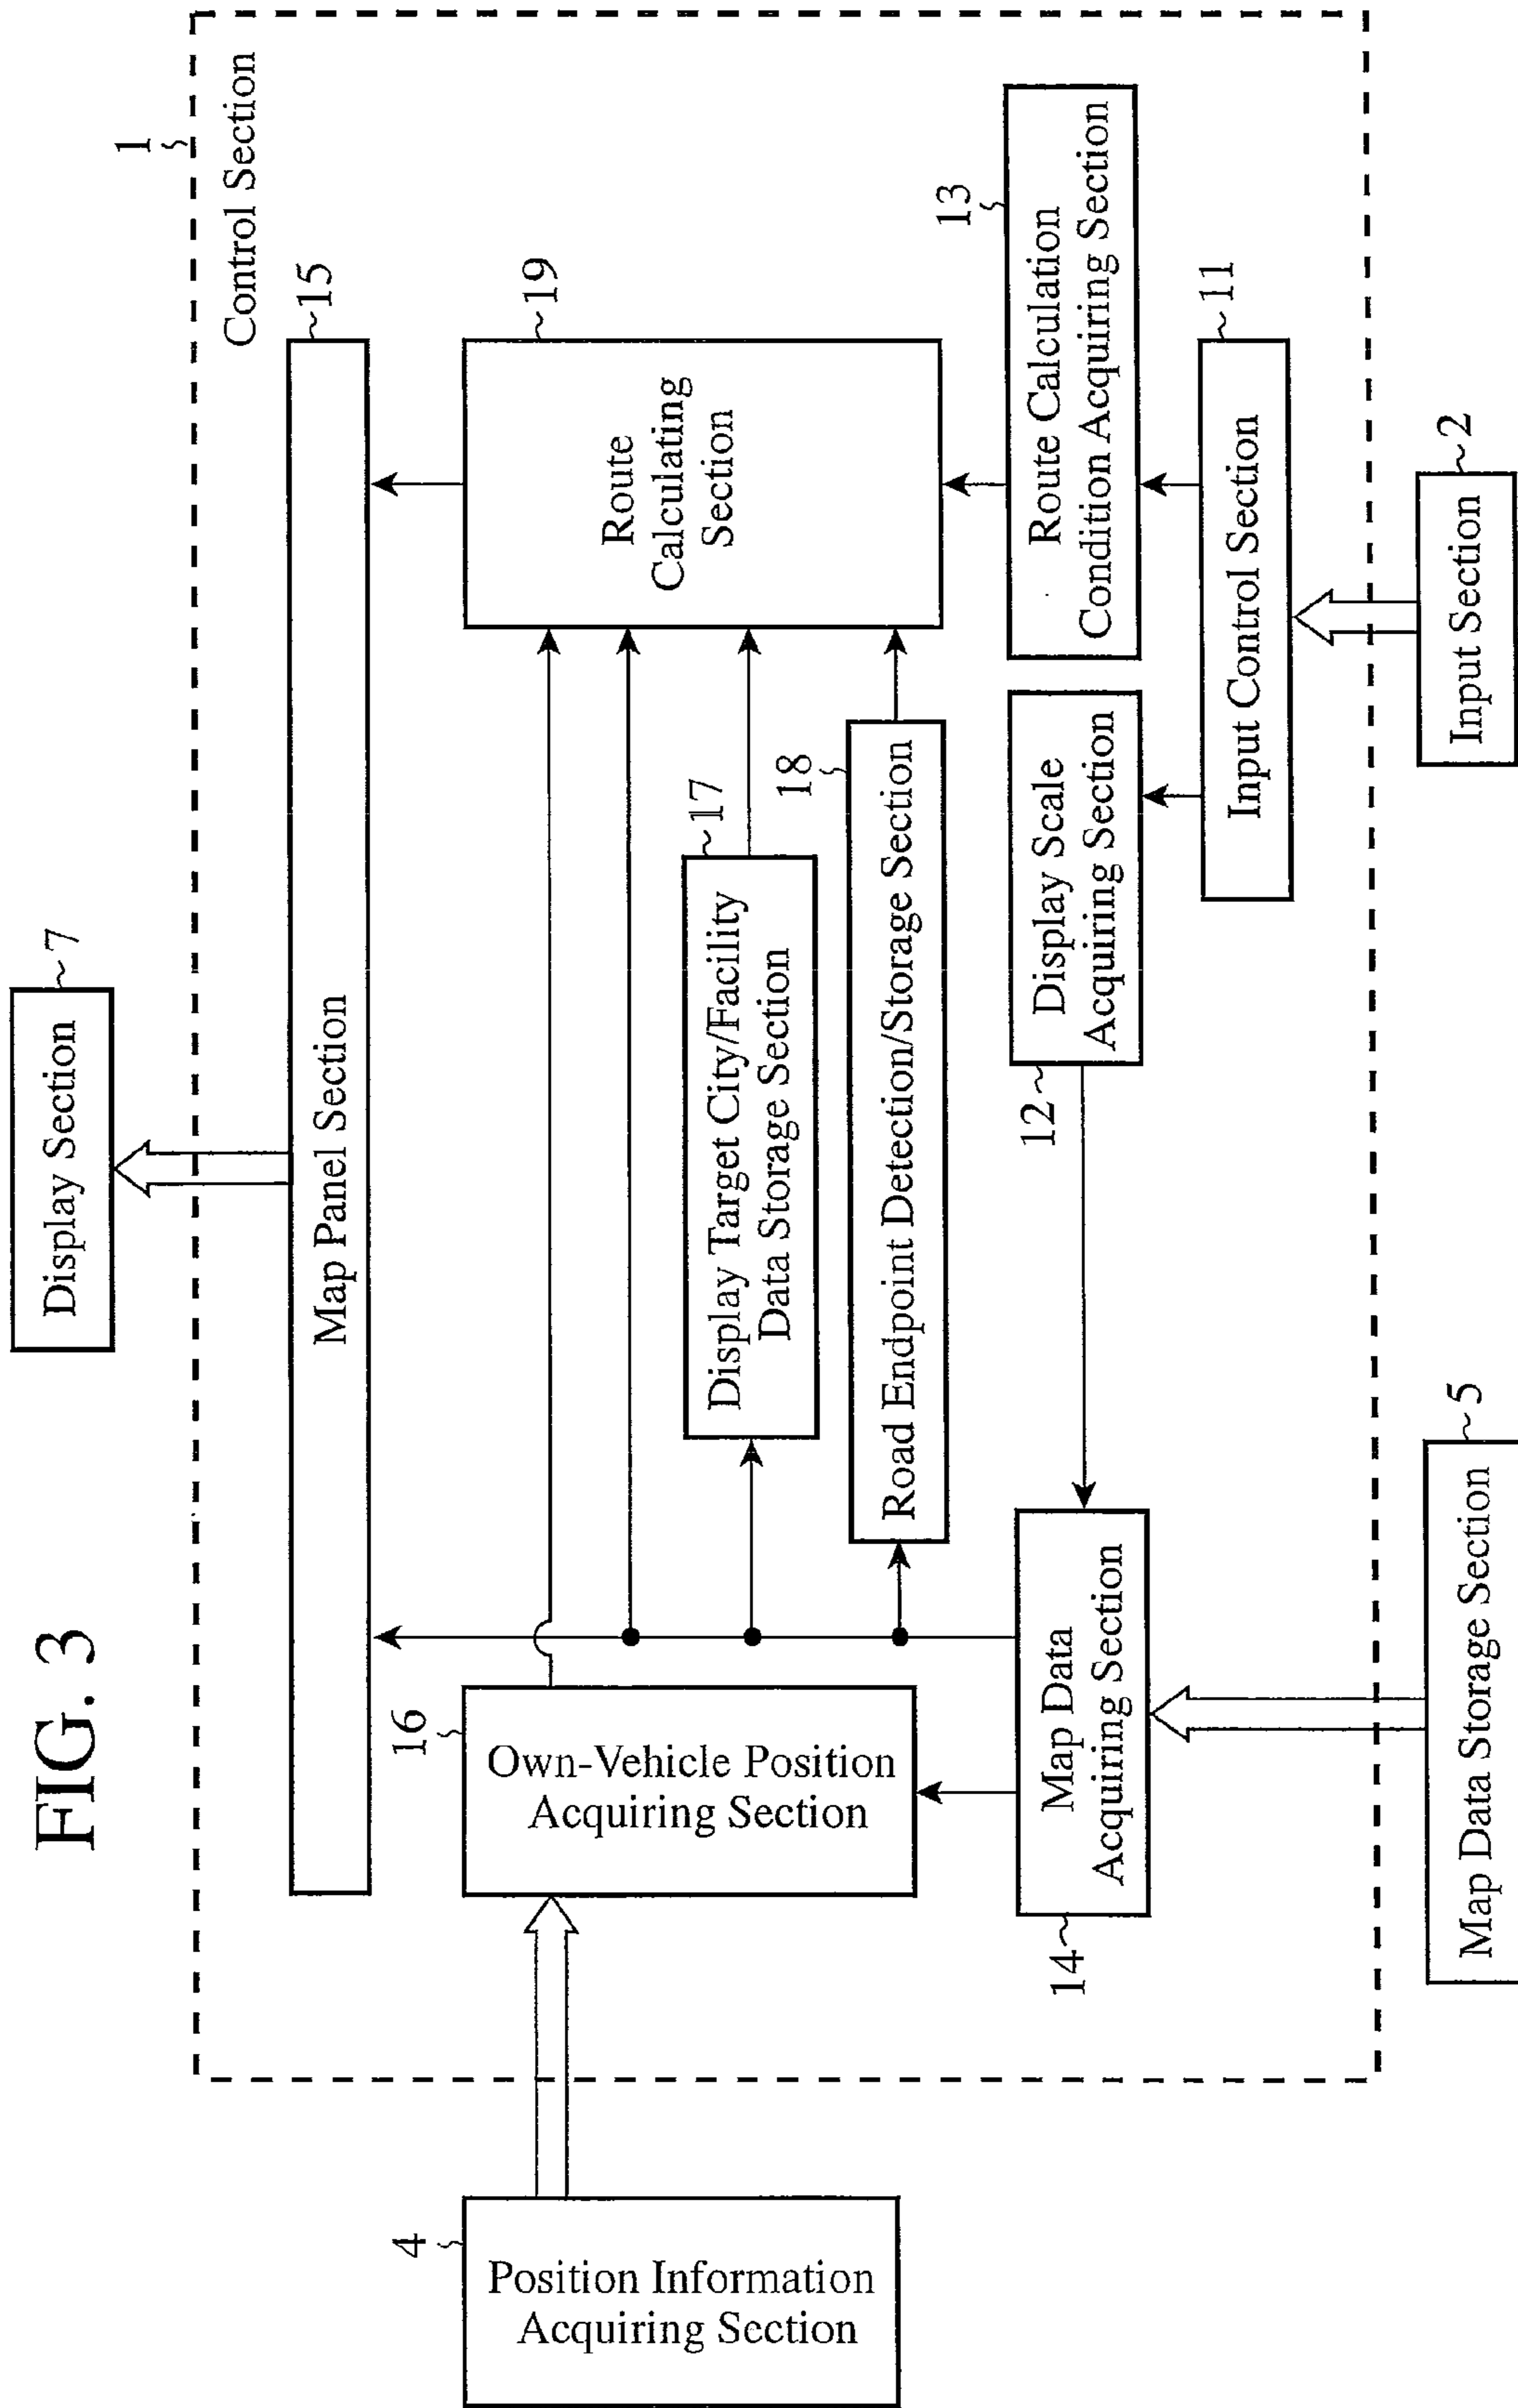 FIG. 3
Display Section
7
1
Control Section
Map Panel Section
15
4
Position Information
Acquiring Section
16
Own-Vehicle Position
Acquiring Section
Route
Calculating
Section
19
Display Target City/Facility
Data Storage Section
17
Road Endpoint Detection/Storage Section
18
14
Map Data
Acquiring Section
12
Display Scale
Acquiring Section
Route Calculation
Condition Acquiring Section
13
Input Control Section
11
Map Data Storage Section
5
Input Section
2